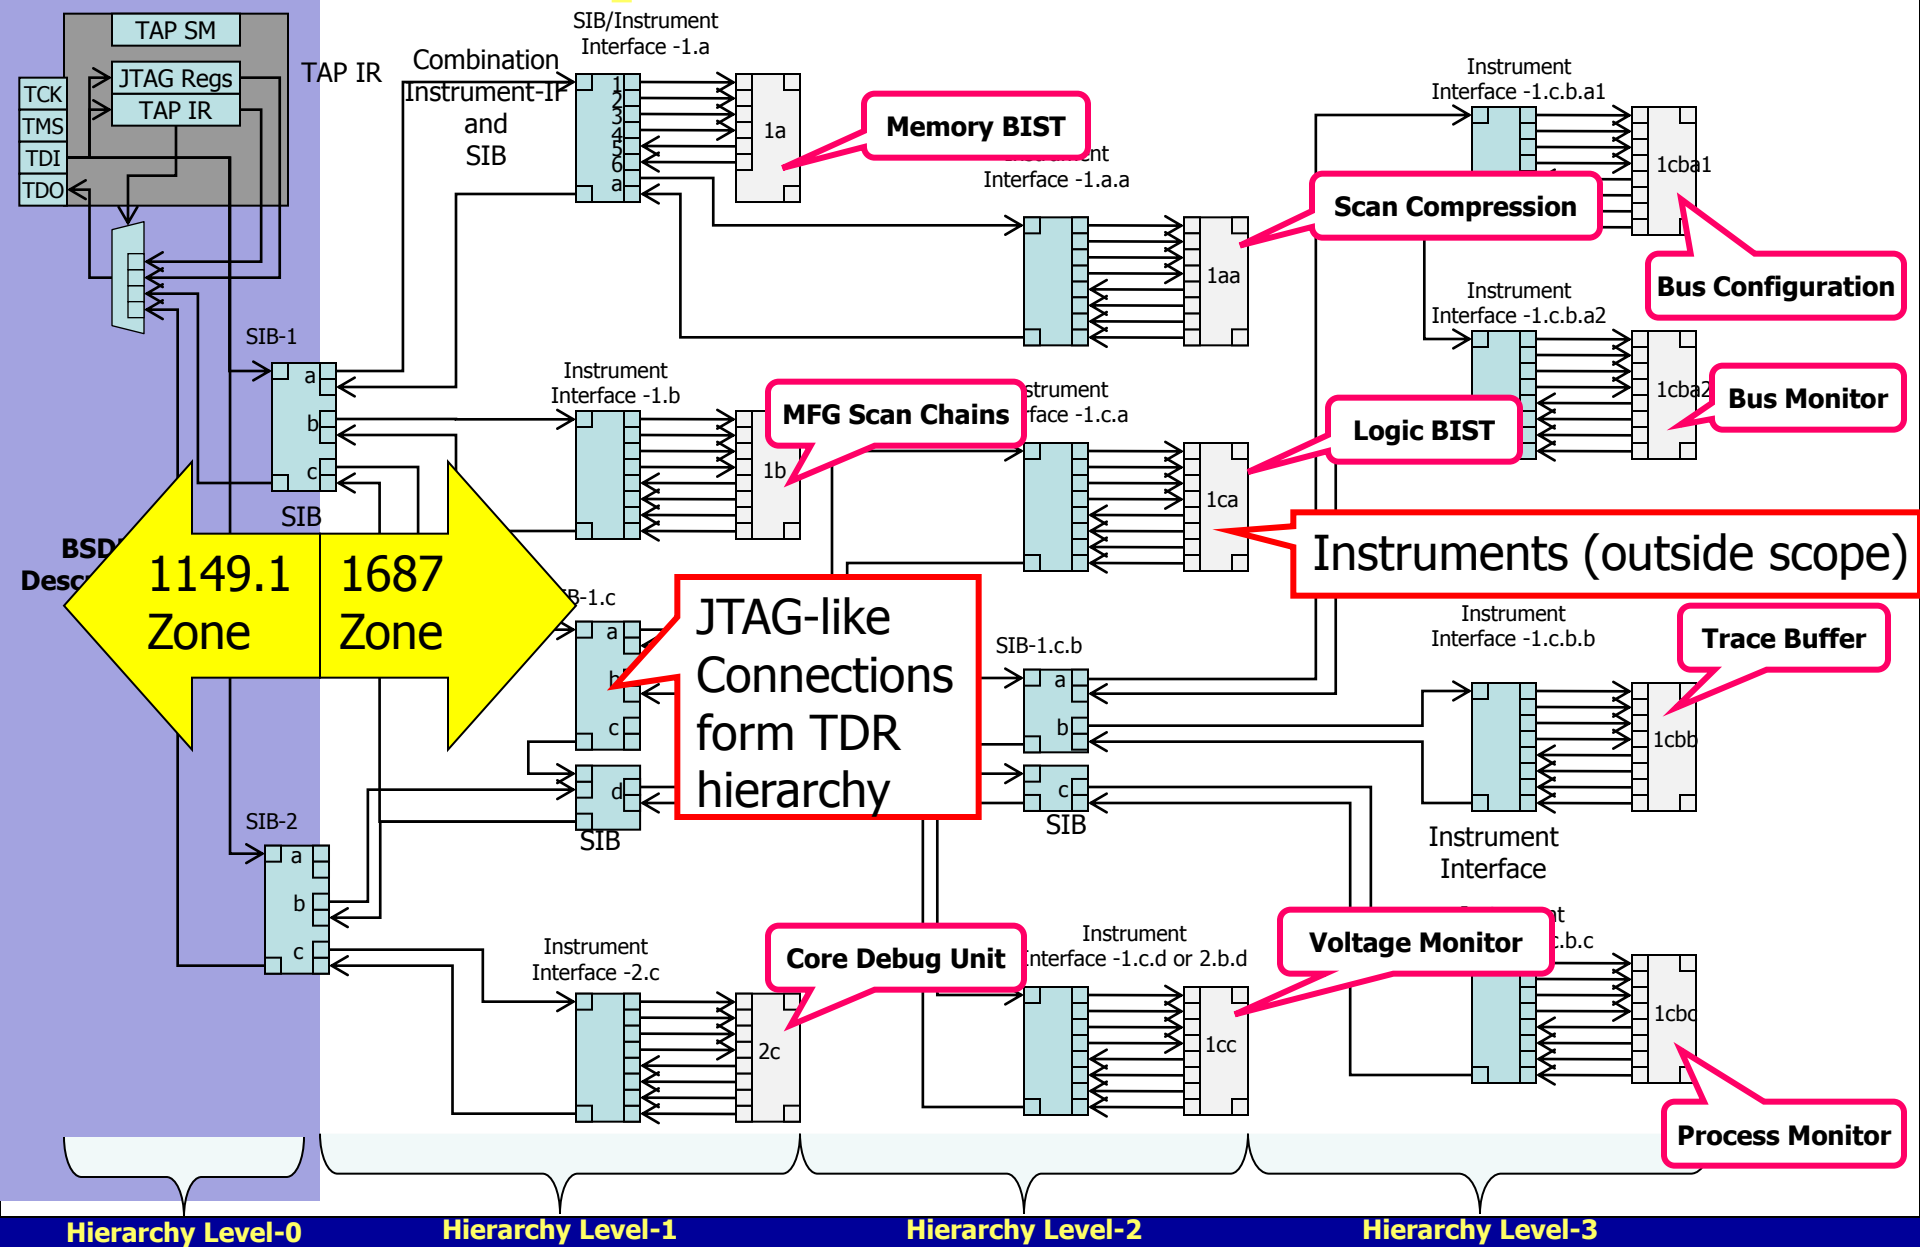 TAP SM
JTAG Regs
TAP IR
TCK
TMS
TDI
TDO
TAP IR
Combination
Instrument-IF
and
SIB
SIB/Instrument
Interface -1.a
1
2
3
4
5
6
a
1a
Memory BIST
Interface -1.a.a
1aa
Scan Compression
Instrument
Interface -1.c.b.a1
1cba1
Bus Configuration
Instrument
Interface -1.c.b.a2
1cba2
Bus Monitor
SIB-1
a
b
c
SIB
Instrument
Interface -1.b
1b
MFG Scan Chains
-1.c.a
1ca
Logic BIST
Instruments (outside scope)
1149.1
Zone
1687
Zone
a
b
c
d
SIB
JTAG-like
Connections
form TDR
hierarchy
SIB-1.c.b
a
b
c
SIB
Instrument
Interface -1.c.b.b
1cbb
Trace Buffer
Instrument
Interface
SIB-2
a
b
c
Instrument
Interface -2.c
2c
Core Debug Unit
Instrument
Interface -1.c.d or 2.b.d
1cc
Voltage Monitor
1cbc
Process Monitor
Hierarchy Level-0
Hierarchy Level-1
Hierarchy Level-2
Hierarchy Level-3